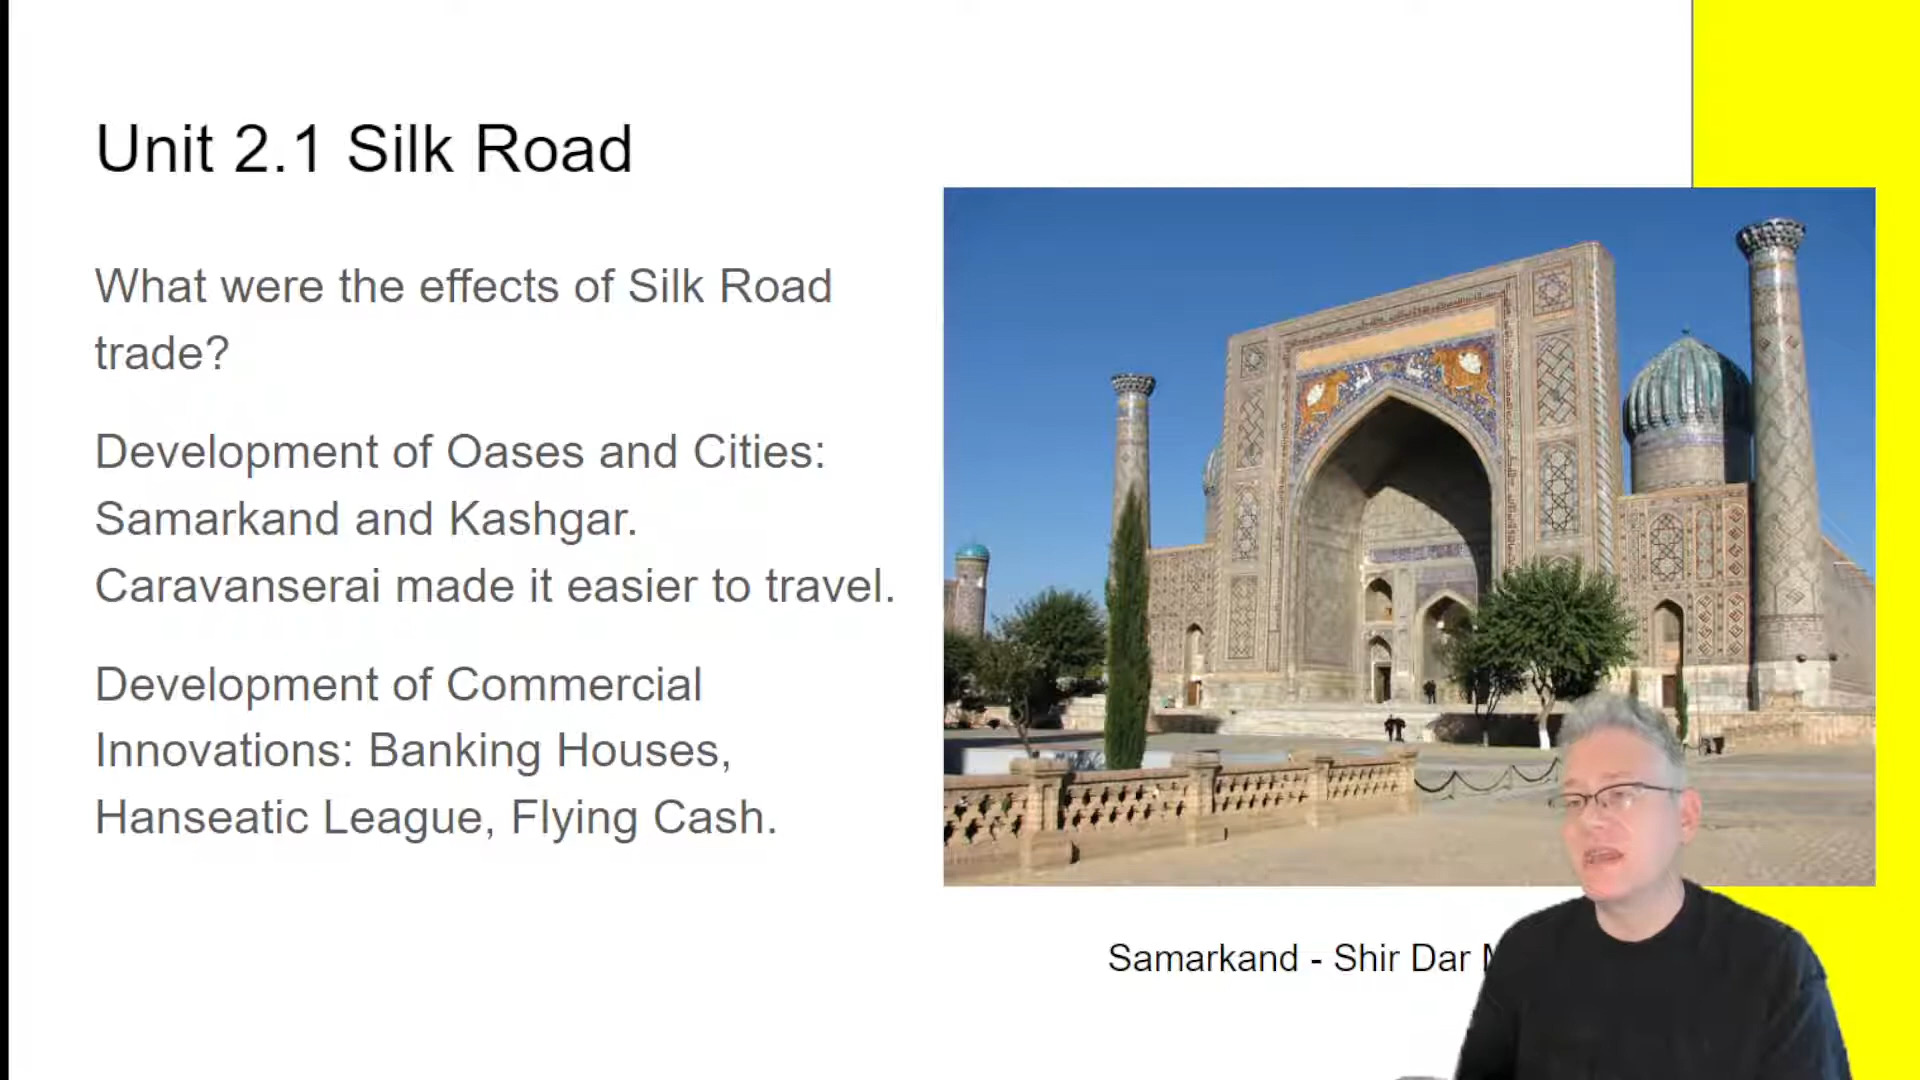 Unit 2.1 Silk Road
What were the effects of Silk Road
trade?
Development of Oases and Cities:
Samarkand and Kashgar.
Caravanserai made it easier to travel.
Development of Commercial
Innovations: Banking Houses,
Hanseatic League, Flying Cash.
Samarkand - Shir Dar